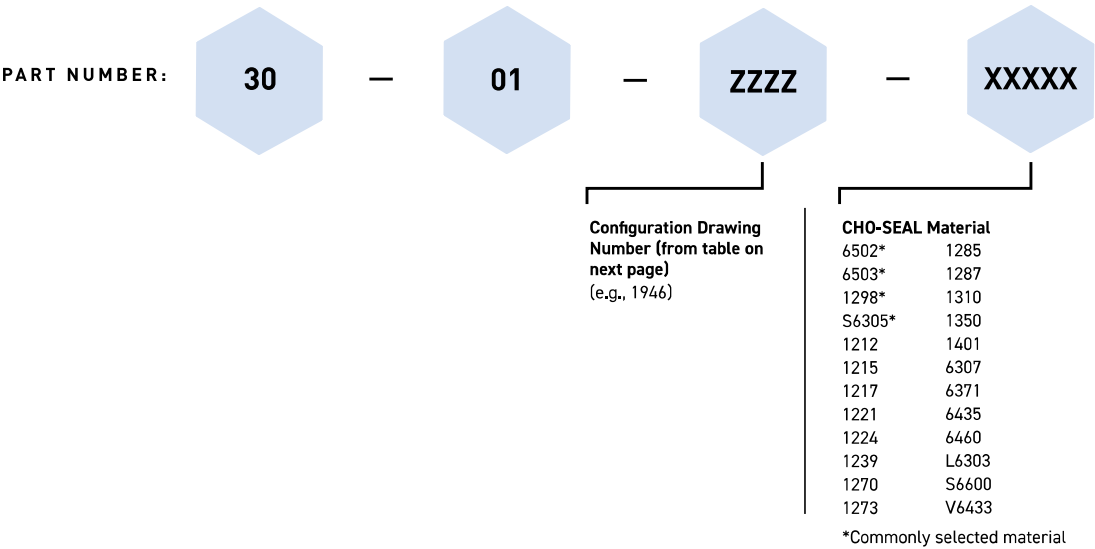 PART NUMBER: 30 — 01 — ZZZZ — XXXXX
Configuration Drawing
Number (from table on
next page)
(e.g., 1946)
CHO-SEAL Material
6502* 1285
6503* 1287
1298* 1310
S6305* 1350
1212 1401
1215 6307
1217 6371
1221 6435
1224 6460
1239 L6303
1270 S6600
1273 V6433
*Commonly selected material